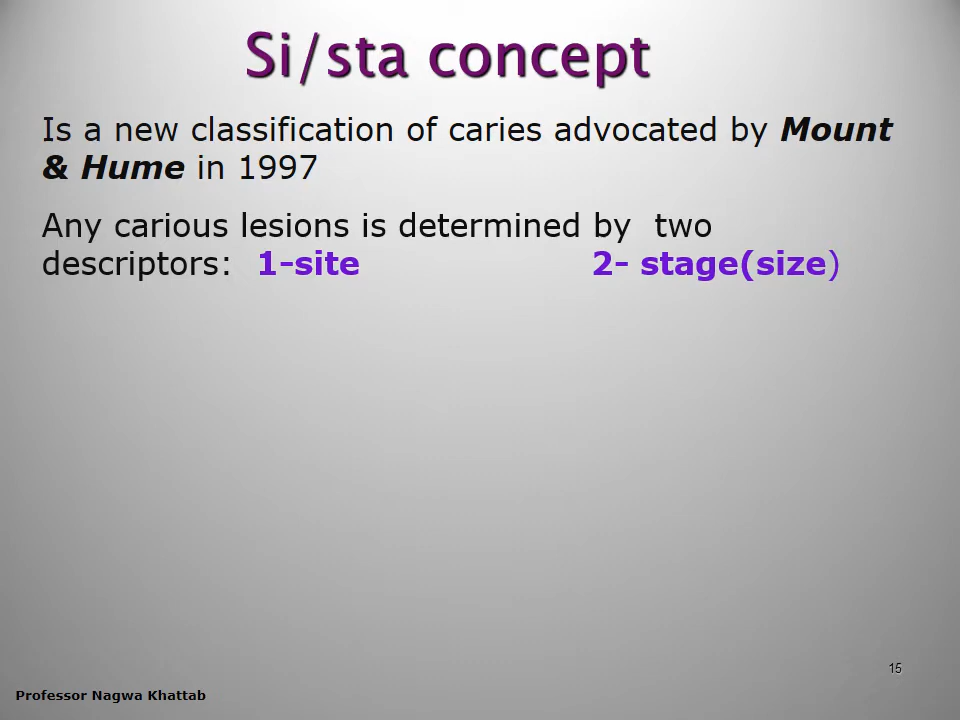 Si/sta concept
Is a new classification of caries advocated by Mount
& Hume in 1997
Any carious lesions is determined by two
descriptors: 1-site 2- stage(size)
15
Professor Nagwa Khattab